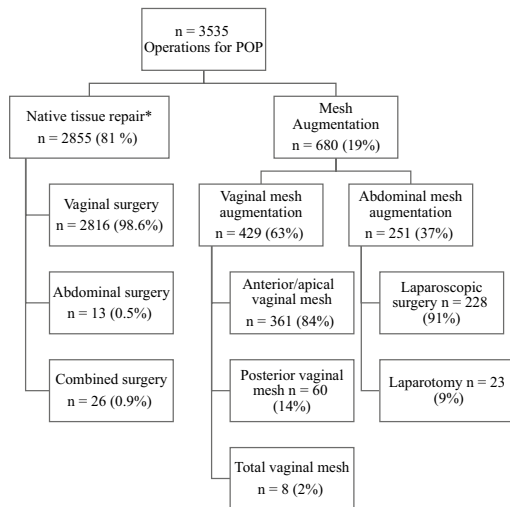 n = 3535
Operations for POP
Native tissue repair*
n = 2855 (81 %)
Mesh
Augmentation
n = 680 (19%)
Vaginal surgery
n = 2816 (98.6%)
Abdominal surgery
n = 13 (0.5%)
Combined surgery
n = 26 (0.9%)
Vaginal mesh
augmentation
n = 429 (63%)
Anterior/apical
vaginal mesh
n = 361 (84%)
Posterior vaginal
mesh n = 60
(14%)
Total vaginal mesh
n = 8 (2%)
Abdominal mesh
augmentation
n = 251 (37%)
Laparoscopic
surgery n = 228
(91%)
Laparotomy n = 23
(9%)